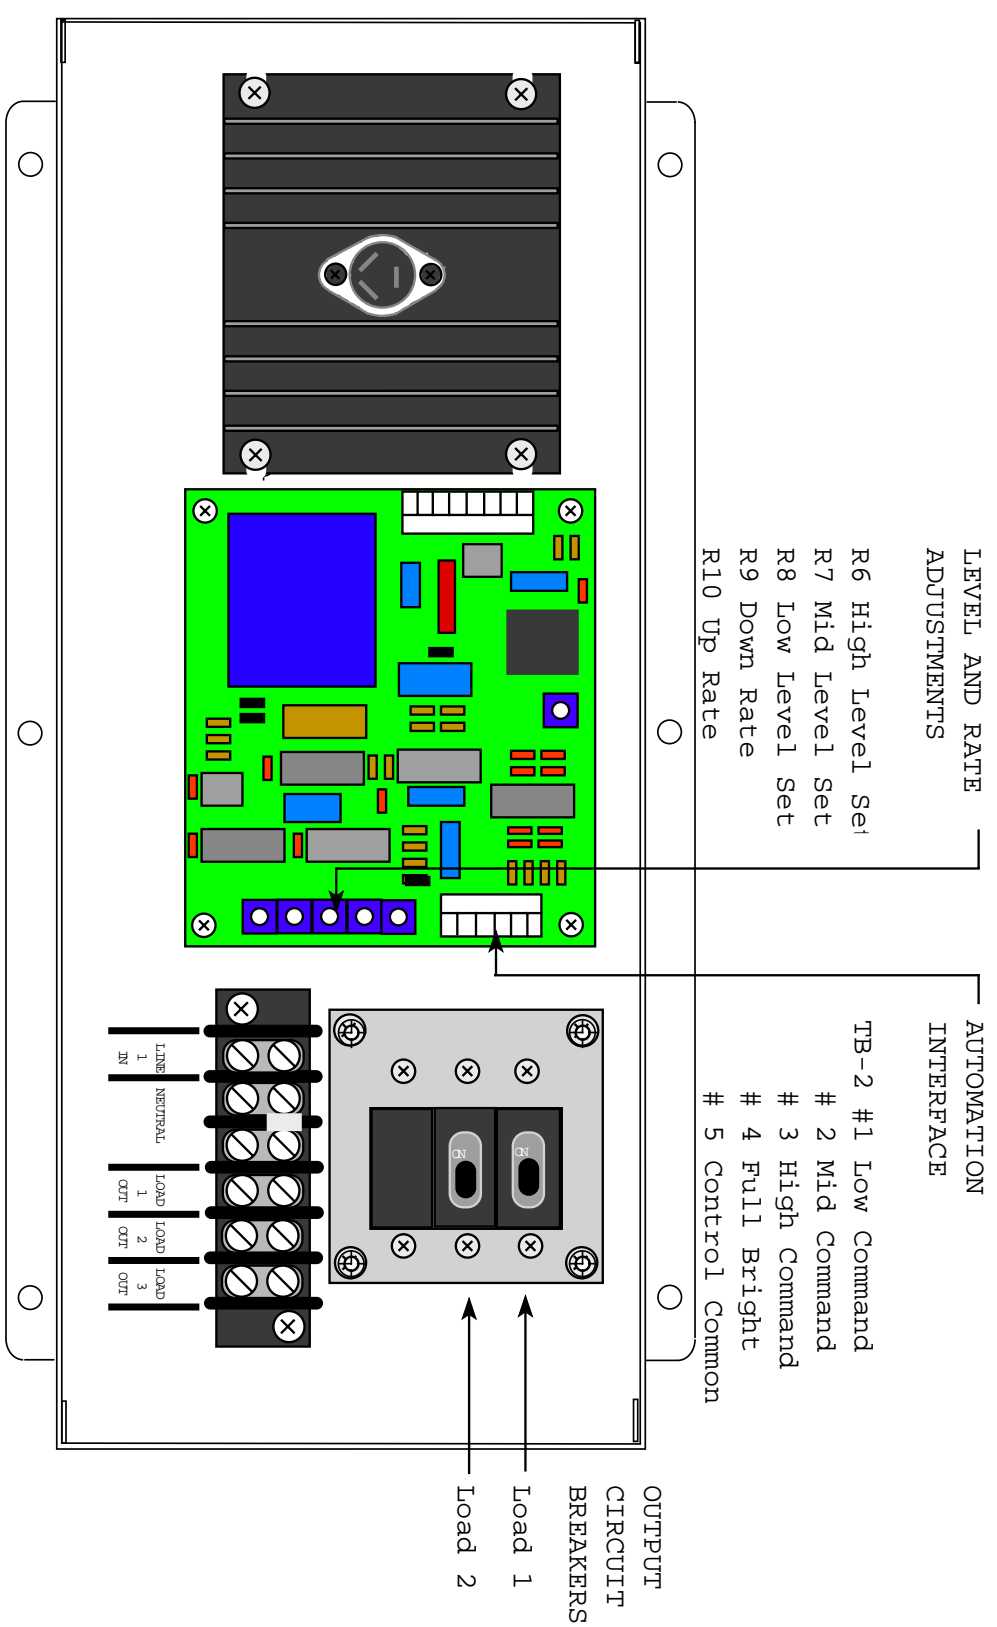 LEVEL AND RATE
ADJUSTMENTS
R6 High Level Set
R7 Mid Level Set
R8 Low Level Set
R9 Down Rate
R10 Up Rate
AUTOMATION
INTERFACE
TB-2 #1 Low Command
# 2 Mid Command
# 3 High Command
# 4 Full Bright
# 5 Control Common
OUTPUT
CIRCUIT
BREAKERS
Load 1
Load 2
ON
ON
LINE
1
IN
NEUTRAL
LOAD
1
OUT
LOAD
2
OUT
LOAD
3
OUT